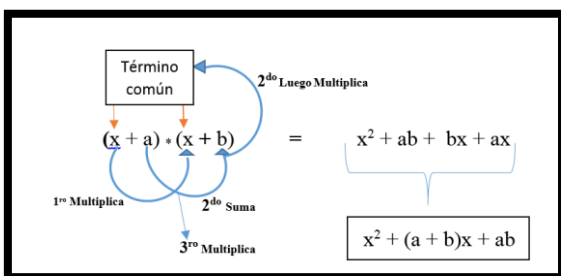 Término
común
2do Luego Multiplica
(x + a) * (x + b) = x² + ab + bx + ax
1ro Multiplica
2do Suma
3ro Multiplica
x² + (a + b)x + ab